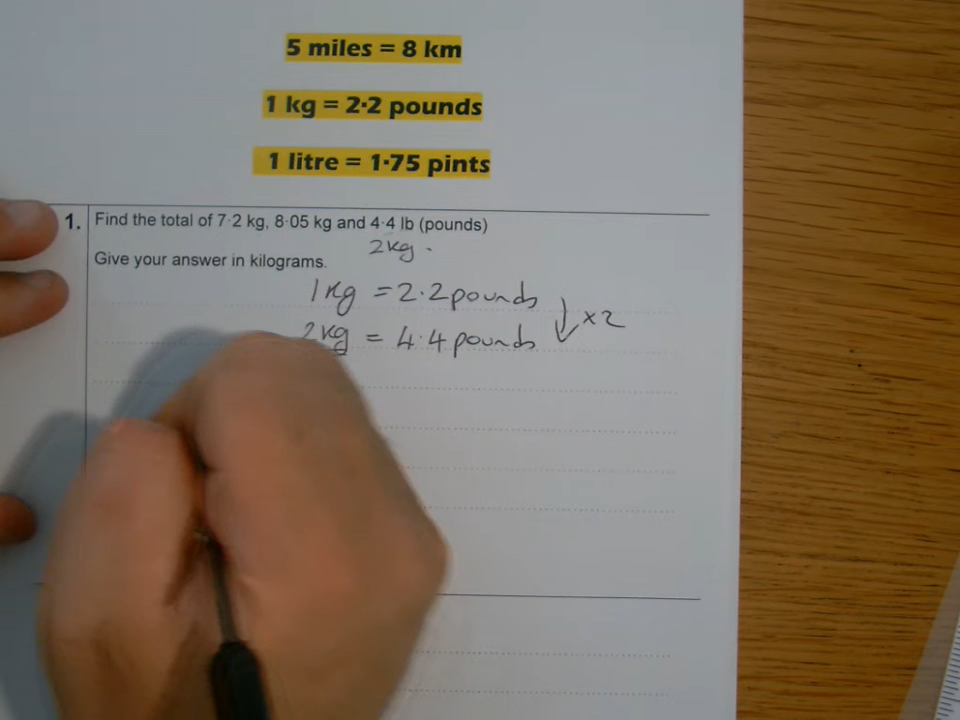 5 miles = 8 km
1 kg = 2·2 pounds
1 litre = 1·75 pints
1. Find the total of 7·2 kg, 8·05 kg and 4·4 lb (pounds)
2kg.
Give your answer in kilograms.
1kg = 2.2 pounds
×2
2kg = 4.4 pounds